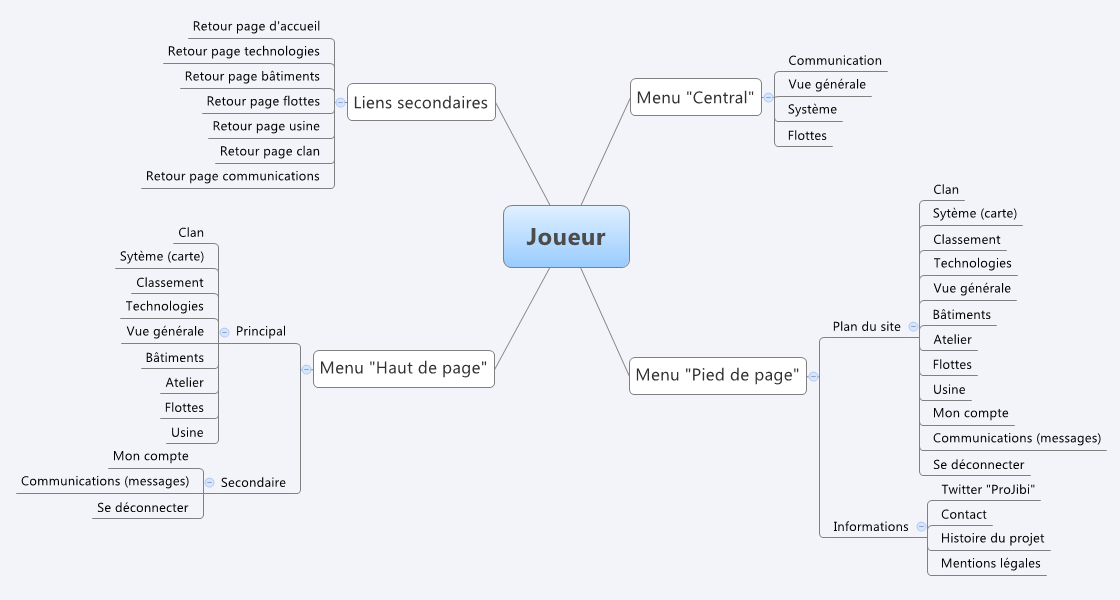 Joueur
Liens secondaires
Retour page d'accueil
Retour page technologies
Retour page bâtiments
Retour page flottes
Retour page usine
Retour page clan
Retour page communications
Menu "Central"
Communication
Vue générale
Système
Flottes
Menu "Haut de page"
Principal
Clan
Sytème (carte)
Classement
Technologies
Vue générale
Bâtiments
Atelier
Flottes
Usine
Secondaire
Mon compte
Communications (messages)
Se déconnecter
Menu "Pied de page"
Plan du site
Clan
Sytème (carte)
Classement
Technologies
Vue générale
Bâtiments
Atelier
Flottes
Usine
Mon compte
Communications (messages)
Se déconnecter
Informations
Twitter "ProJibi"
Contact
Histoire du projet
Mentions légales